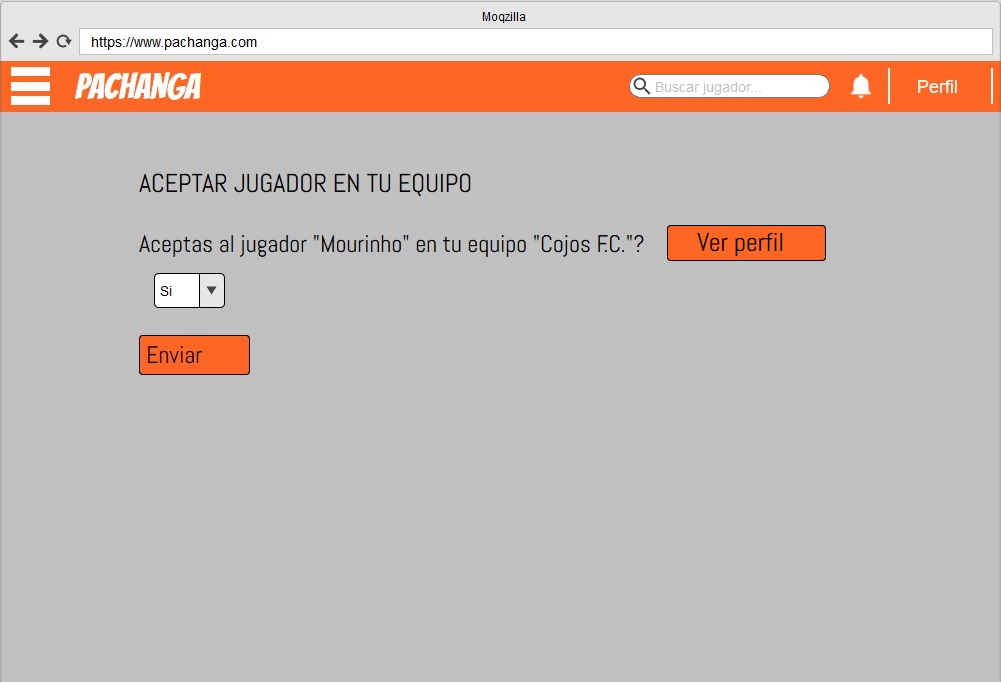 Moqzilla
https://www.pachanga.com
PACHANGA
Buscar jugador...
Perfil
ACEPTAR JUGADOR EN TU EQUIPO
Aceptas al jugador "Mourinho" en tu equipo "Cojos F.C."?
Ver perfil
Si
Enviar